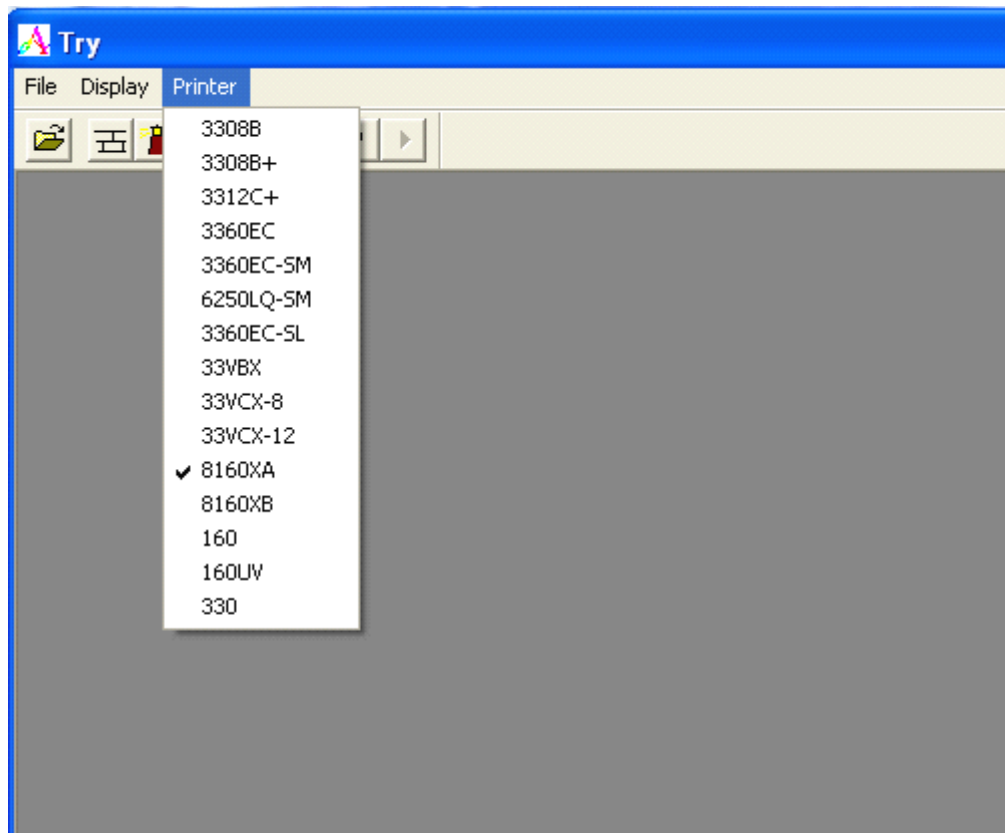 Try
File Display Printer
3308B
3308B+
3312C+
3360EC
3360EC-SM
6250LQ-SM
3360EC-SL
33VBX
33VCX-8
33VCX-12
8160XA
8160XB
160
160UV
330